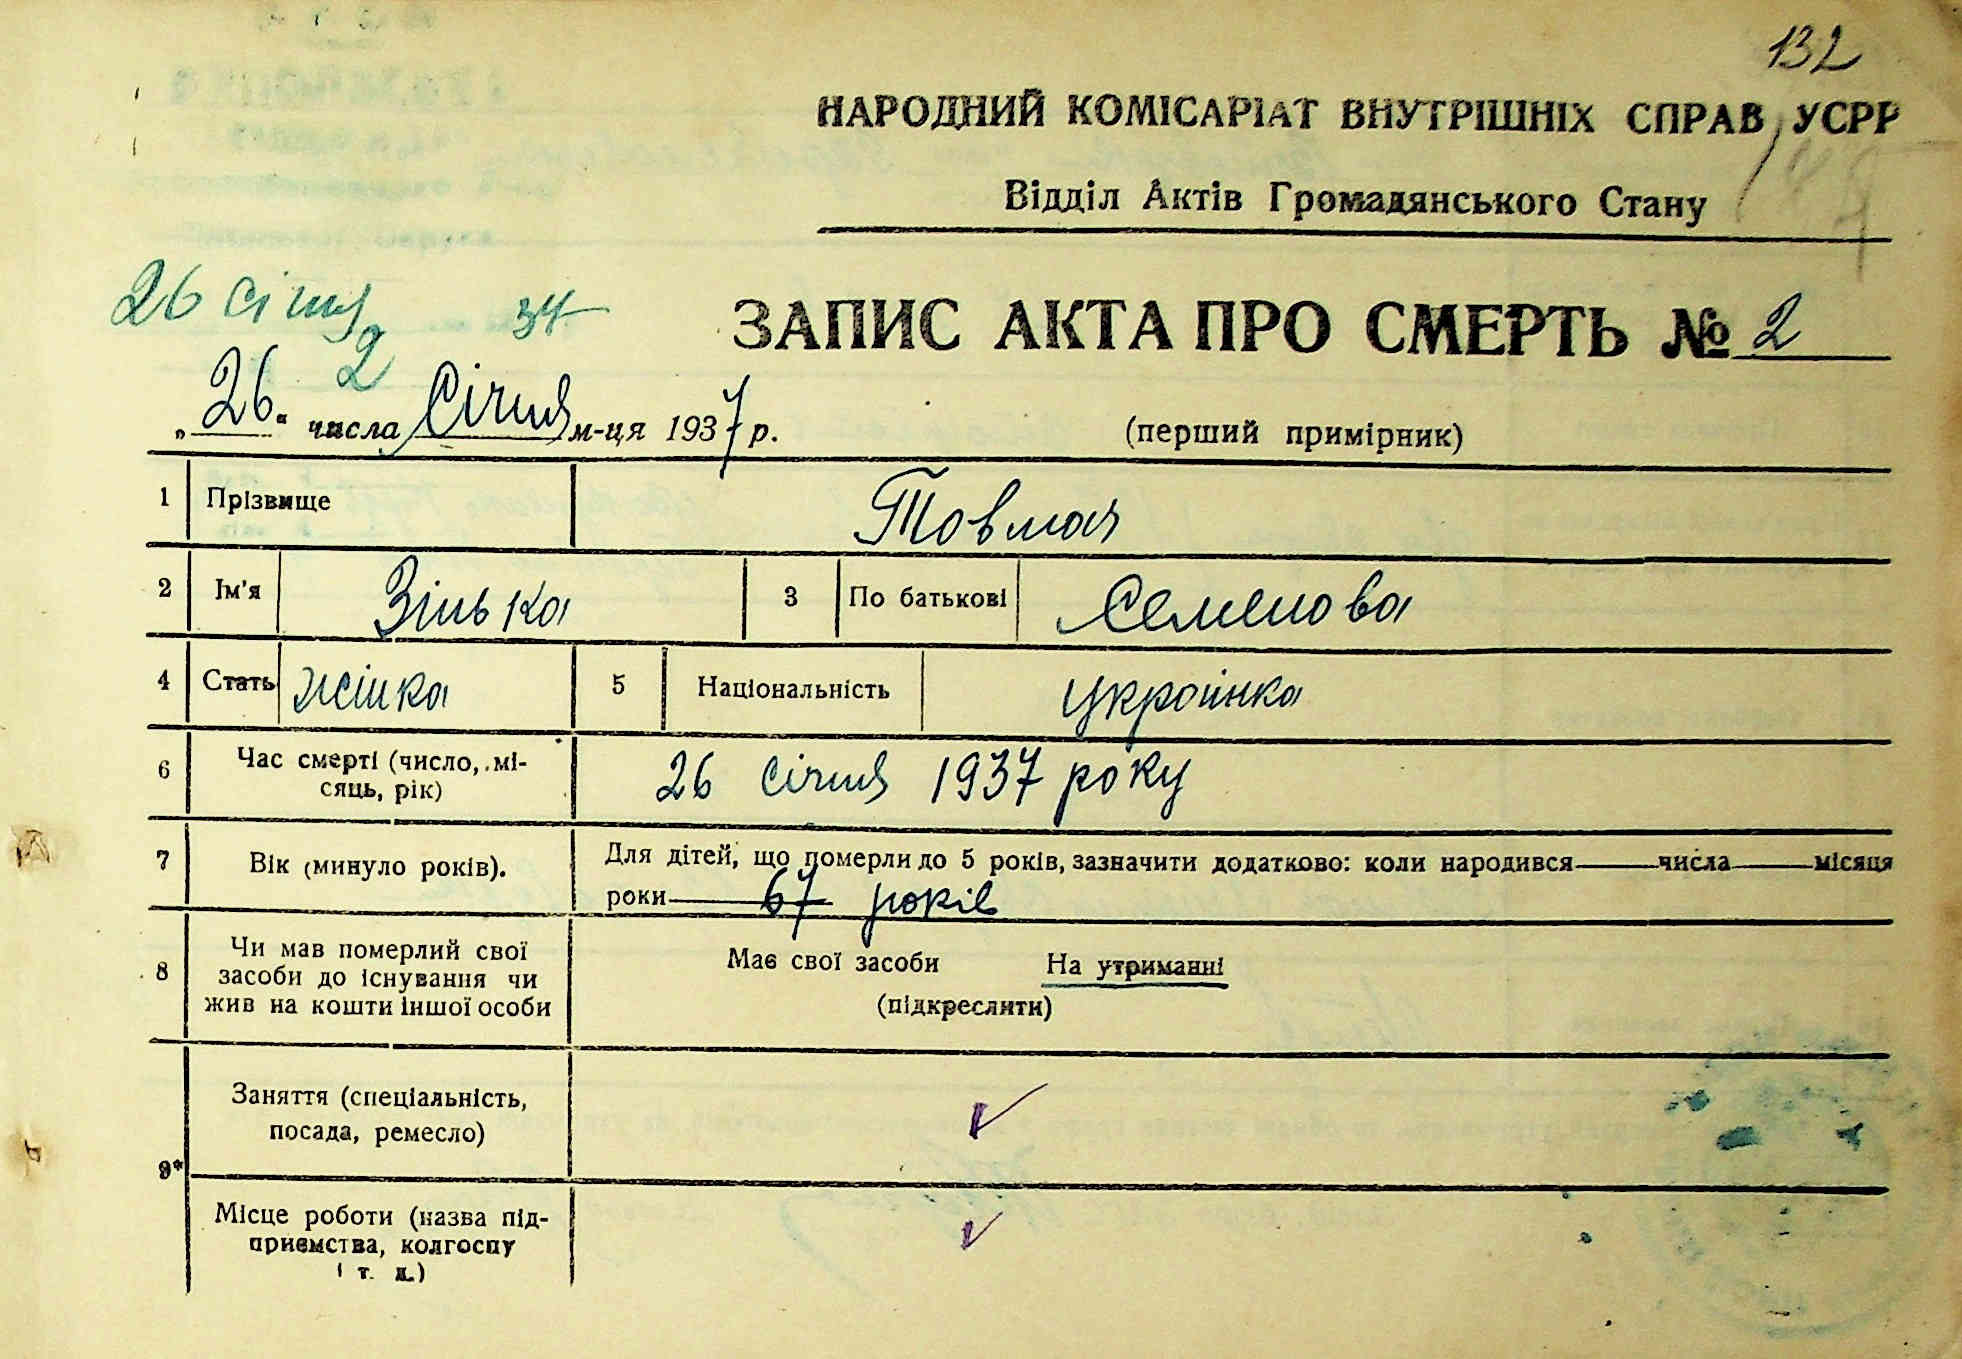 132
НАРОДНИЙ КОМІСАРІАТ ВНУТРІШНІХ СПРАВ УСРР
Відділ Актів Громадянського Стану
26 січня 37
2
ЗАПИС АКТА ПРО СМЕРТЬ № 2
„26“ числа Січня м-ця 1937 р. (перший примірник)
1 Прізвище Товмач
2 Ім'я Зінька 3 По батькові Семенова
4 Стать жінка 5 Національність українка
6 Час смерті (число, мі-
сяць, рік) 26 січня 1937 року
7 Вік (минуло років). Для дітей, що померли до 5 років, зазначити додатково: коли народився числа місяця
роки 67 років
8 Чи мав померлий свої
засоби до існування чи
жив на кошти іншої особи
Має свої засоби На утриманні
(підкреслити)
9* Заняття (спеціальність,
посада, ремесло)
Місце роботи (назва під-
приємства, колгоспу
і т. д.)